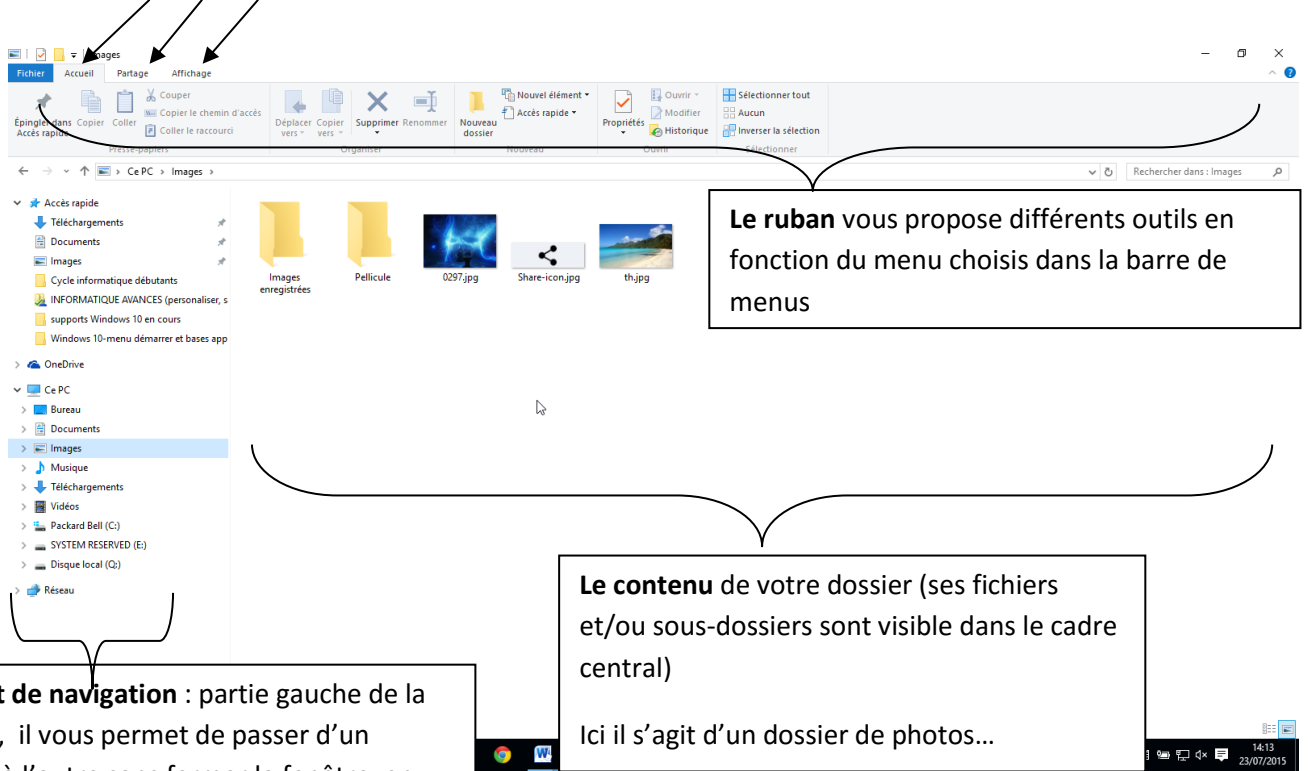 Images
Fichier Accueil Partage Affichage
Épingler dans Accès rapide
Copier
Coller
Couper
Copier le chemin d'accès
Coller le raccourci
Presse-papiers
Déplacer vers
Copier vers
Supprimer
Renommer
Organiser
Nouveau dossier
Nouvel élément
Accès rapide
Nouveau
Propriétés
Ouvrir
Modifier
Historique
Ouvrir
Sélectionner tout
Aucun
Inverser la sélection
Sélectionner
Ce PC > Images >
Rechercher dans : Images
Accès rapide
Téléchargements
Documents
Images
Cycle informatique débutants
INFORMATIQUE AVANCES (personaliser, s
supports Windows 10 en cours
Windows 10-menu démarrer et bases app
OneDrive
Ce PC
Bureau
Documents
Images
Musique
Téléchargements
Vidéos
Packard Bell (C:)
SYSTEM RESERVED (E:)
Disque local (Q:)
Réseau
Images enregistrées
Pellicule
0297.jpg
Share-icon.jpg
th.jpg
Le ruban vous propose différents outils en
fonction du menu choisis dans la barre de
menus
Le contenu de votre dossier (ses fichiers
et/ou sous-dossiers sont visible dans le cadre
central)
Ici il s'agit d'un dossier de photos…
t de navigation : partie gauche de la
, il vous permet de passer d'un
14:13
23/07/2015